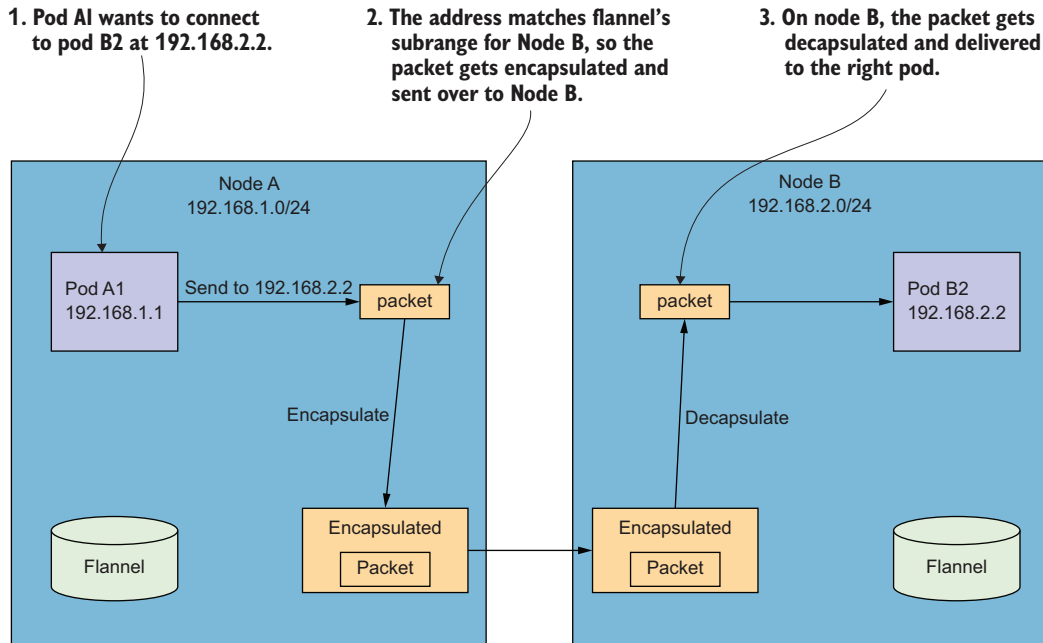 1. Pod AI wants to connect
to pod B2 at 192.168.2.2.
2. The address matches flannel's
subrange for Node B, so the
packet gets encapsulated and
sent over to Node B.
3. On node B, the packet gets
decapsulated and delivered
to the right pod.
Node A
192.168.1.0/24
Pod A1
192.168.1.1
Send to 192.168.2.2
packet
Encapsulate
Flannel
Encapsulated
Packet
Node B
192.168.2.0/24
packet
Pod B2
192.168.2.2
Decapsulate
Encapsulated
Packet
Flannel